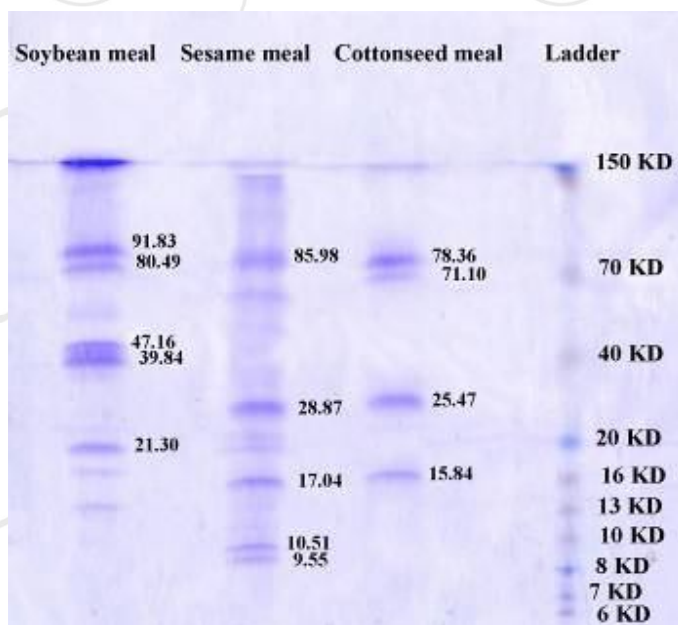 Soybean meal Sesame meal Cottonseed meal Ladder
150 KD
91.83
80.49 85.98 78.36
71.10 70 KD
47.16
39.84 40 KD
28.87 25.47
21.30 20 KD
17.04 15.84 16 KD
13 KD
10.51 10 KD
9.55 8 KD
7 KD
6 KD